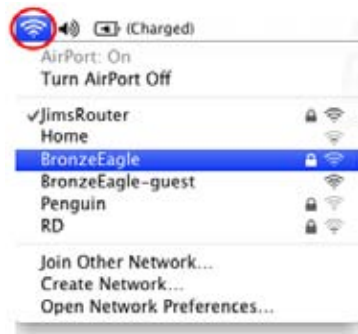 (Charged)
AirPort: On
Turn AirPort Off
✓JimsRouter
Home
BronzeEagle
BronzeEagle-guest
Penguin
RD
Join Other Network...
Create Network...
Open Network Preferences...